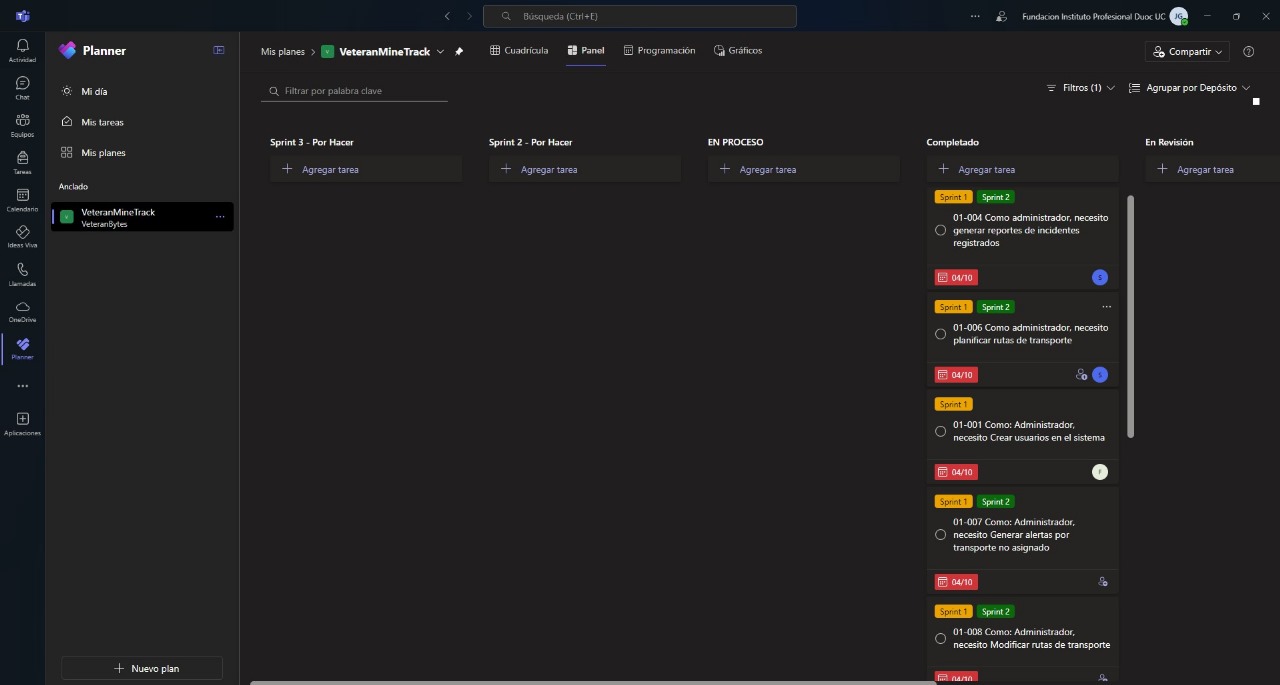 Búsqueda (Ctrl+E)
Fundacion Instituto Profesional Duoc UC
JG
Actividad
Chat
Equipos
Tareas
Calendario
Ideas Viva
Llamadas
OneDrive
Planner
Aplicaciones
Planner
Mi día
Mis tareas
Mis planes
Anclado
VeteranMineTrack
VeteranBytes
Nuevo plan
Mis planes > VeteranMineTrack
Cuadrícula
Panel
Programación
Gráficos
Compartir
Filtrar por palabra clave
Filtros (1)
Agrupar por Depósito
Sprint 3 - Por Hacer
Agregar tarea
Sprint 2 - Por Hacer
Agregar tarea
EN PROCESO
Agregar tarea
Completado
Agregar tarea
Sprint 1 Sprint 2
01-004 Como administrador, necesito
generar reportes de incidentes
registrados
04/10
S
Sprint 1 Sprint 2
01-006 Como administrador, necesito
planificar rutas de transporte
04/10
S
Sprint 1
01-001 Como: Administrador,
necesito Crear usuarios en el sistema
04/10
F
Sprint 1 Sprint 2
01-007 Como: Administrador,
necesito Generar alertas por
transporte no asignado
04/10
Sprint 1 Sprint 2
01-008 Como: Administrador,
necesito Modificar rutas de transporte
04/10
En Revisión
Agregar tarea